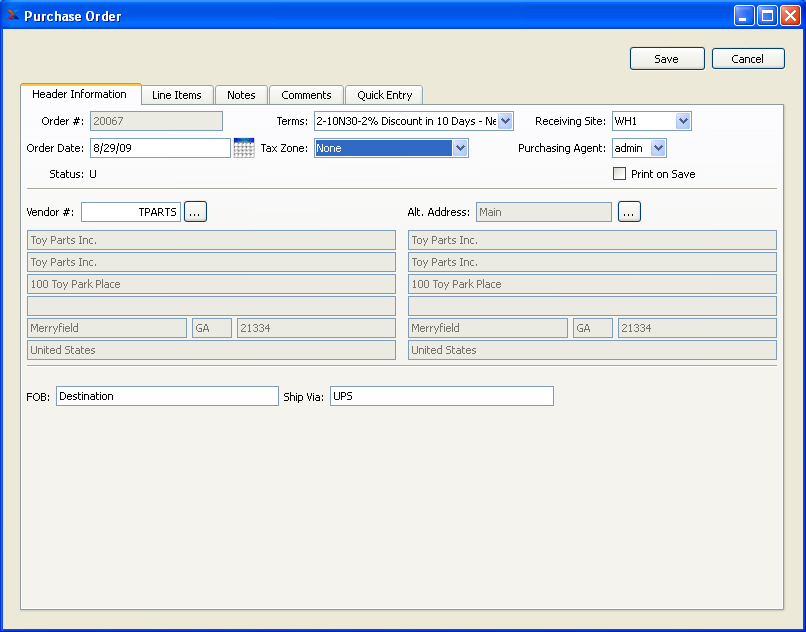 Purchase Order
Save Cancel
Header Information Line Items Notes Comments Quick Entry
Order #: 20067 Terms: 2-10N30-2% Discount in 10 Days - Ne Receiving Site: WH1
Order Date: 8/29/09 Tax Zone: None Purchasing Agent: admin
Status: U Print on Save
Vendor #: TPARTS ... Alt. Address: Main ...
Toy Parts Inc. Toy Parts Inc.
Toy Parts Inc. Toy Parts Inc.
100 Toy Park Place 100 Toy Park Place
Merryfield GA 21334 Merryfield GA 21334
United States United States
FOB: Destination Ship Via: UPS